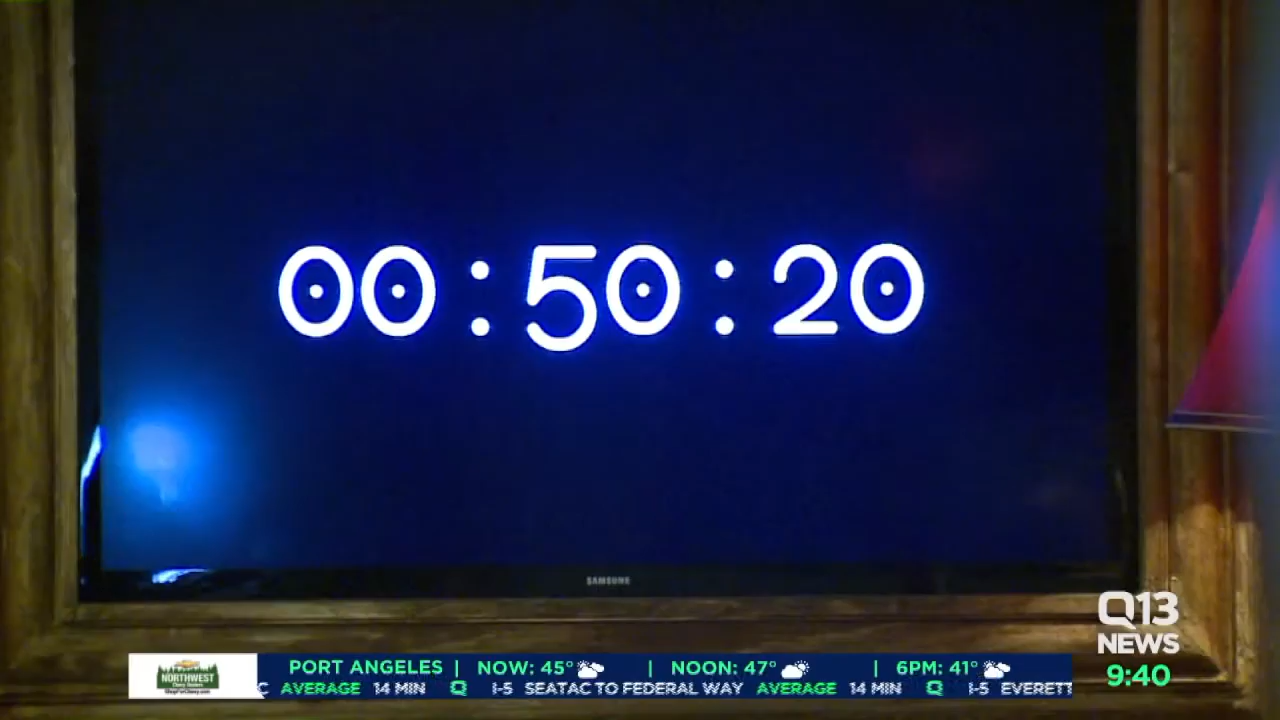 00:50:20
SAMSUNG
Q13
NEWS
9:40
NORTHWEST
PORT ANGELES | NOW: 45° | NOON: 47° | 6PM: 41°
C AVERAGE 14 MIN Q I-5 SEATAC TO FEDERAL WAY AVERAGE 14 MIN Q I-5 EVERETT